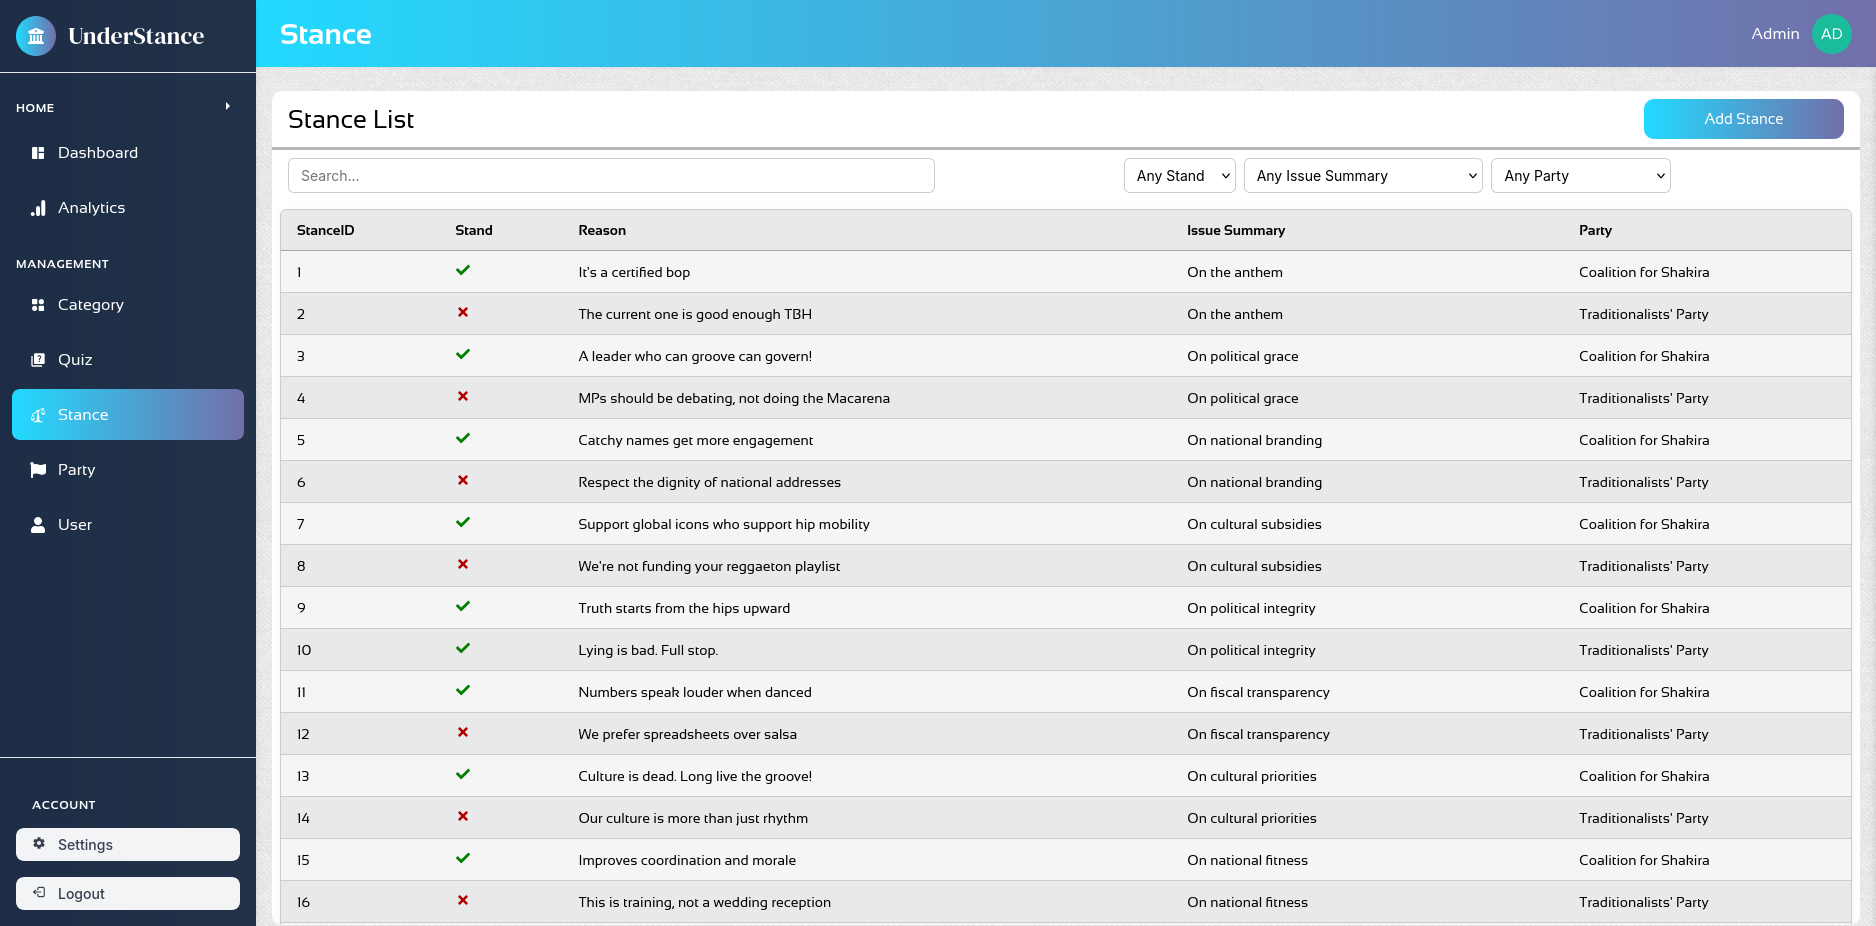 UnderStance
HOME
Dashboard
Analytics
MANAGEMENT
Category
Quiz
Stance
Party
User
ACCOUNT
Settings
Logout
Stance
Admin AD
Stance List
Add Stance
Search... Any Stand Any Issue Summary Any Party
StanceID Stand Reason Issue Summary Party
1 It's a certified bop On the anthem Coalition for Shakira
2 The current one is good enough TBH On the anthem Traditionalists' Party
3 A leader who can groove can govern! On political grace Coalition for Shakira
4 MPs should be debating, not doing the Macarena On political grace Traditionalists' Party
5 Catchy names get more engagement On national branding Coalition for Shakira
6 Respect the dignity of national addresses On national branding Traditionalists' Party
7 Support global icons who support hip mobility On cultural subsidies Coalition for Shakira
8 We're not funding your reggaeton playlist On cultural subsidies Traditionalists' Party
9 Truth starts from the hips upward On political integrity Coalition for Shakira
10 Lying is bad. Full stop. On political integrity Traditionalists' Party
11 Numbers speak louder when danced On fiscal transparency Coalition for Shakira
12 We prefer spreadsheets over salsa On fiscal transparency Traditionalists' Party
13 Culture is dead. Long live the groove! On cultural priorities Coalition for Shakira
14 Our culture is more than just rhythm On cultural priorities Traditionalists' Party
15 Improves coordination and morale On national fitness Coalition for Shakira
16 This is training, not a wedding reception On national fitness Traditionalists' Party